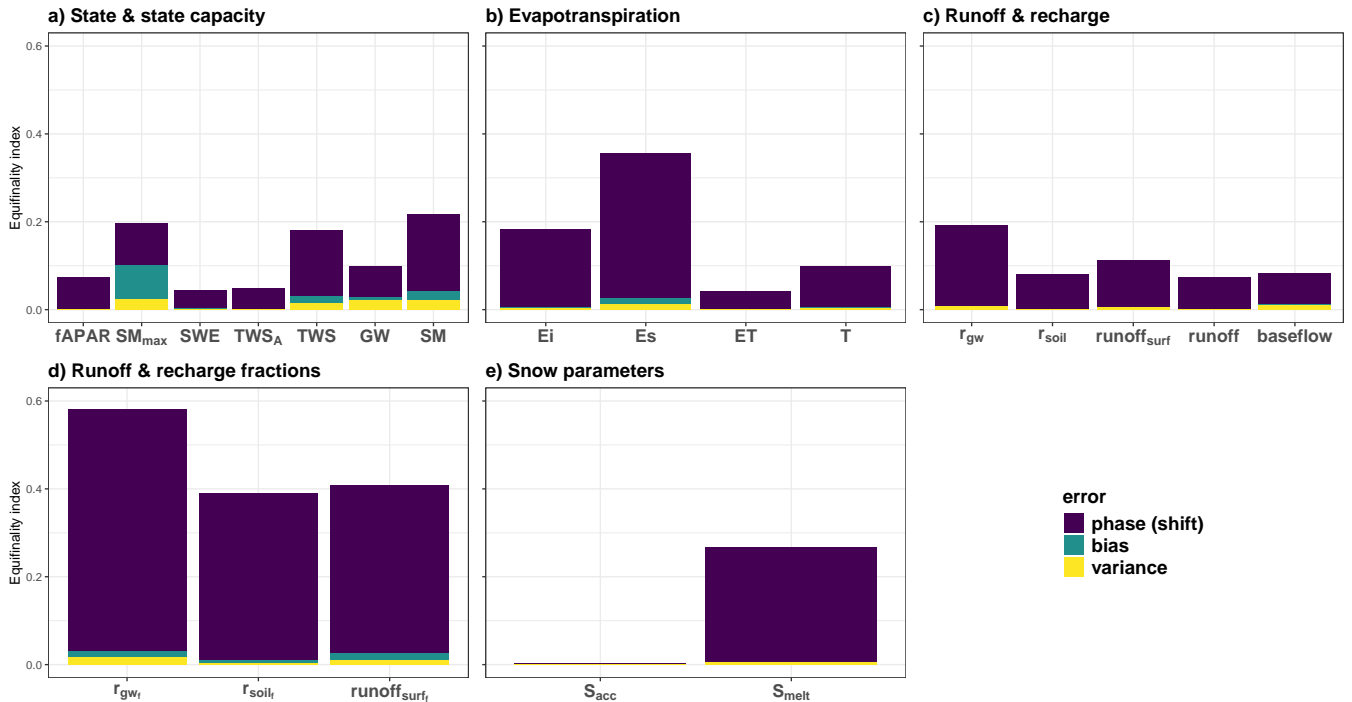 a) State & state capacity
b) Evapotranspiration
c) Runoff & recharge
Equifinality index
0.6
0.4
0.2
0.0
fAPAR SMmax SWE TWSA TWS GW SM
Ei Es ET T
rgw rsoil runoffsurf runoff baseflow
d) Runoff & recharge fractions
e) Snow parameters
Equifinality index
0.6
0.4
0.2
0.0
rgwf rsoilf runoffsurff
Sacc Smelt
error
phase (shift)
bias
variance